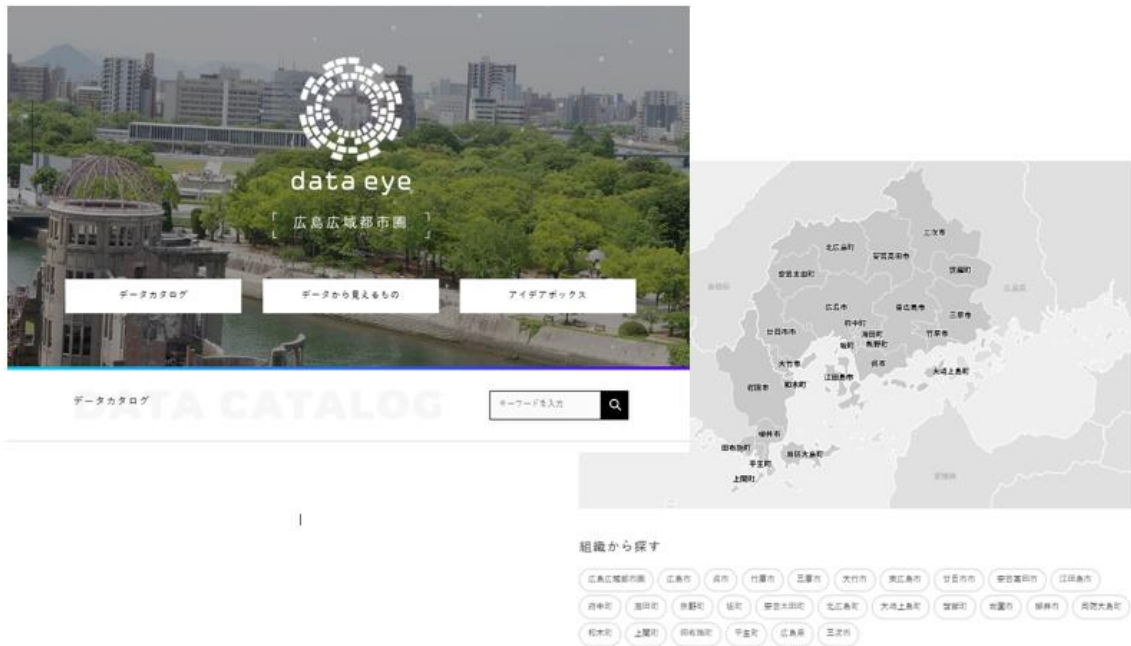 data eye
広島広域都市圏
データカタログ データから見えるもの アイデアボックス
データカタログ
DATA CATALOG
キーワードを入力
三次市
北広島町 安芸高田市
安芸太田町 世羅町
広島市 東広島市 三原市
府中町
廿日市市 海田町 竹原市
坂町 熊野町
大竹市 呉市
江田島市 大崎上島町
岩国市 和木町
柳井市
田布施町 周防大島町
平生町
上関町
愛媛県
組織から探す
広島広域都市圏 広島市 呉市 竹原市 三原市 大竹市 東広島市 廿日市市 安芸高田市 江田島市
府中町 海田町 熊野町 坂町 安芸太田町 北広島町 大崎上島町 世羅町 岩国市 柳井市 周防大島町
和木町 上関町 田布施町 平生町 広島県 三次市